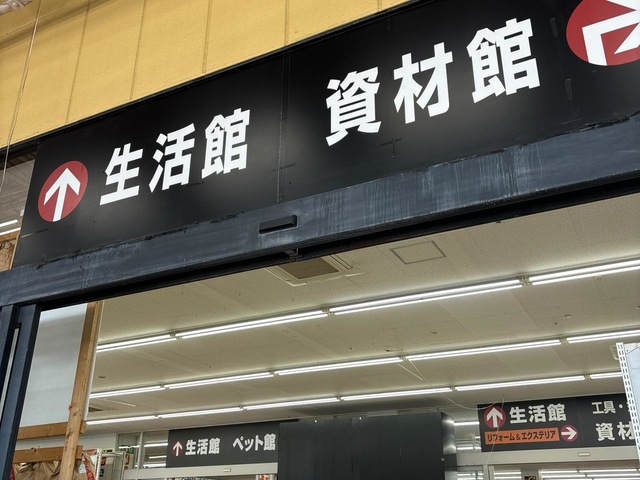 生活館 資材館
生活館 ペット館
生活館 工具・
リフォーム&エクステリア 資材